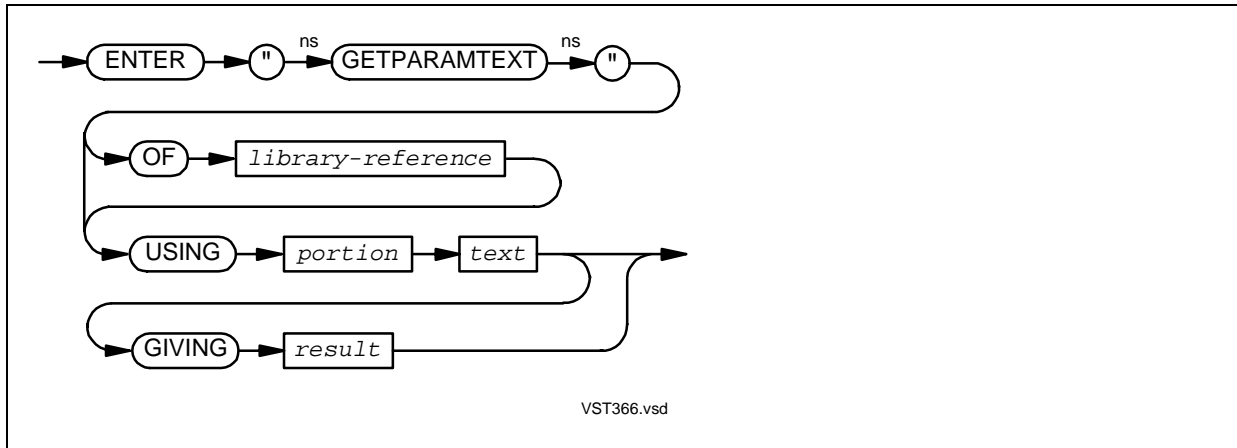 ns ns
ENTER " GETPARAMTEXT "
OF library-reference
USING portion text
GIVING result
VST366.vsd